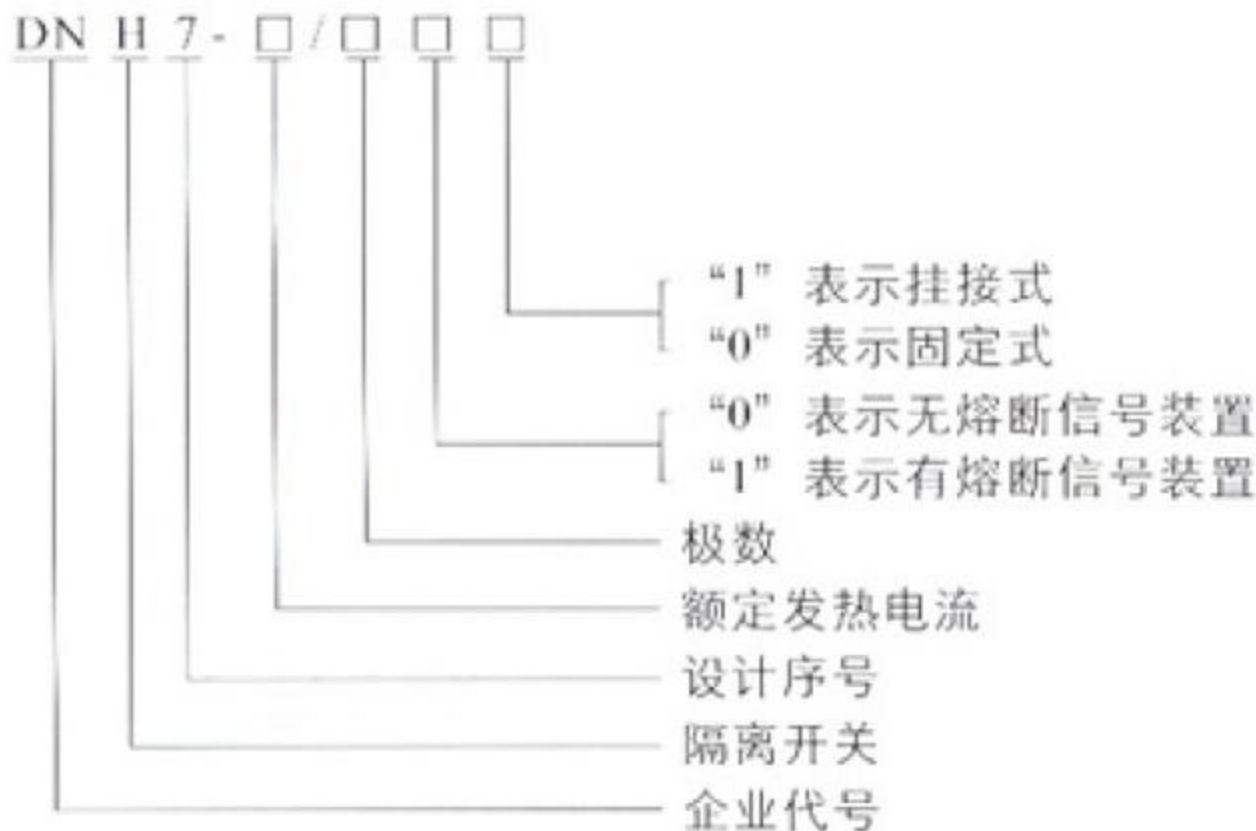 DN H 7 - □ / □ □ □
“1” 表示挂接式
“0” 表示固定式
“0” 表示无熔断信号装置
“1” 表示有熔断信号装置
极数
额定发热电流
设计序号
隔离开关
企业代号